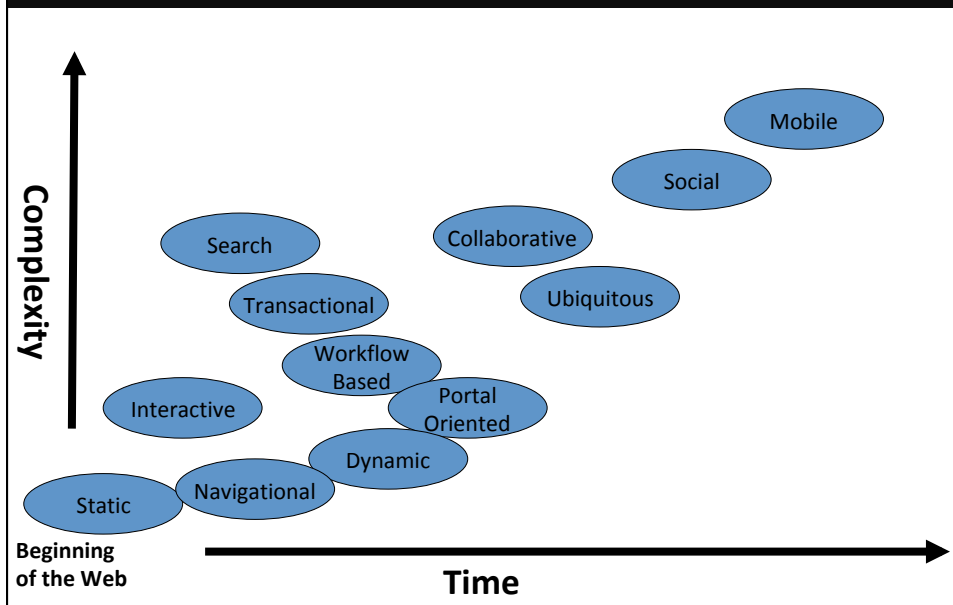 Complexity
Mobile
Social
Search
Collaborative
Transactional
Ubiquitous
Workflow
Based
Interactive
Portal
Oriented
Dynamic
Static
Navigational
Beginning
of the Web
Time